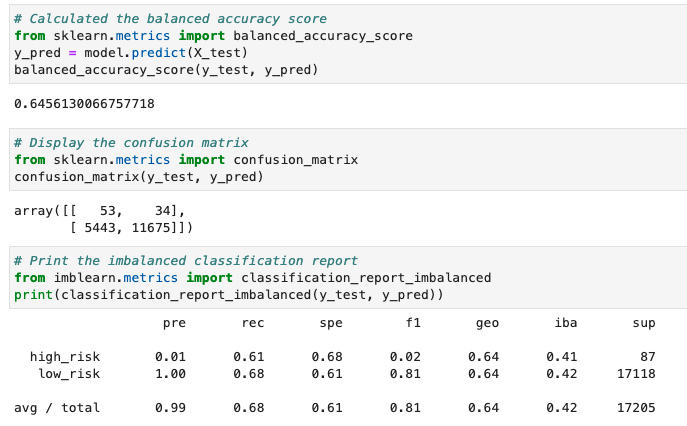 # Calculated the balanced accuracy score
from sklearn.metrics import balanced_accuracy_score
y_pred = model.predict(X_test)
balanced_accuracy_score(y_test, y_pred)
0.6456130066757718
# Display the confusion matrix
from sklearn.metrics import confusion_matrix
confusion_matrix(y_test, y_pred)
array([[   53,    34],
       [ 5443, 11675]])
# Print the imbalanced classification report
from imblearn.metrics import classification_report_imbalanced
print(classification_report_imbalanced(y_test, y_pred))
                   pre       rec       spe        f1       geo       iba       sup
  high_risk       0.01      0.61      0.68      0.02      0.64      0.41        87
   low_risk       1.00      0.68      0.61      0.81      0.64      0.42     17118
avg / total       0.99      0.68      0.61      0.81      0.64      0.42     17205